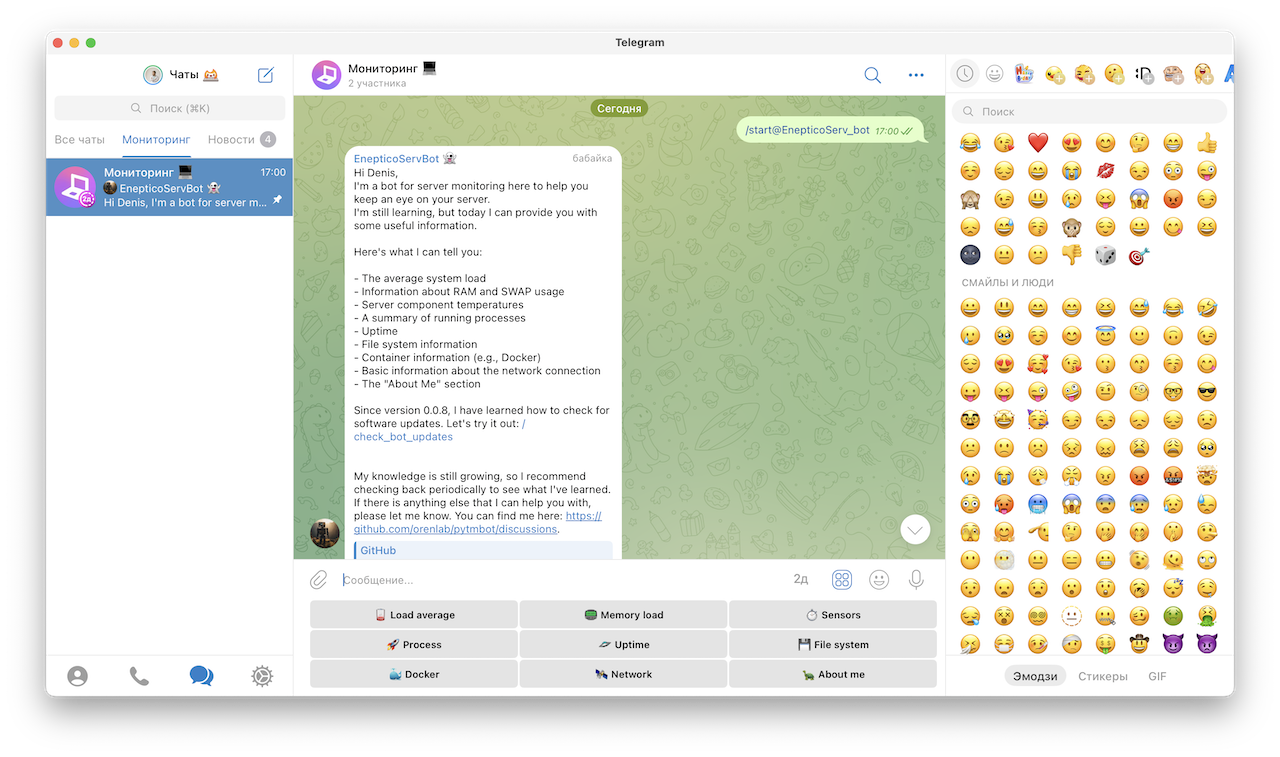 Telegram
Чаты
Поиск (⌘K)
Все чаты Мониторинг Новости 4
Мониторинг 17:00
EnepticoServBot
Hi Denis, I'm a bot for server m...
Мониторинг
2 участника
Сегодня
/start@EnepticoServ_bot 17:00
EnepticoServBot бабайка
Hi Denis,
I'm a bot for server monitoring here to help you
keep an eye on your server.
I'm still learning, but today I can provide you with
some useful information.
Here's what I can tell you:
- The average system load
- Information about RAM and SWAP usage
- Server component temperatures
- A summary of running processes
- Uptime
- File system information
- Container information (e.g., Docker)
- Basic information about the network connection
- The "About Me" section
Since version 0.0.8, I have learned how to check for
software updates. Let's try it out: /
check_bot_updates
My knowledge is still growing, so I recommend
checking back periodically to see what I've learned.
If there is anything else that I can help you with,
please let me know. You can find me here: https://
github.com/orenlab/pytmbot/discussions.
GitHub
Сообщение...
2д
Load average Memory load Sensors
Process Uptime File system
Docker Network About me
Поиск
СМАЙЛЫ И ЛЮДИ
Эмодзи Стикеры GIF